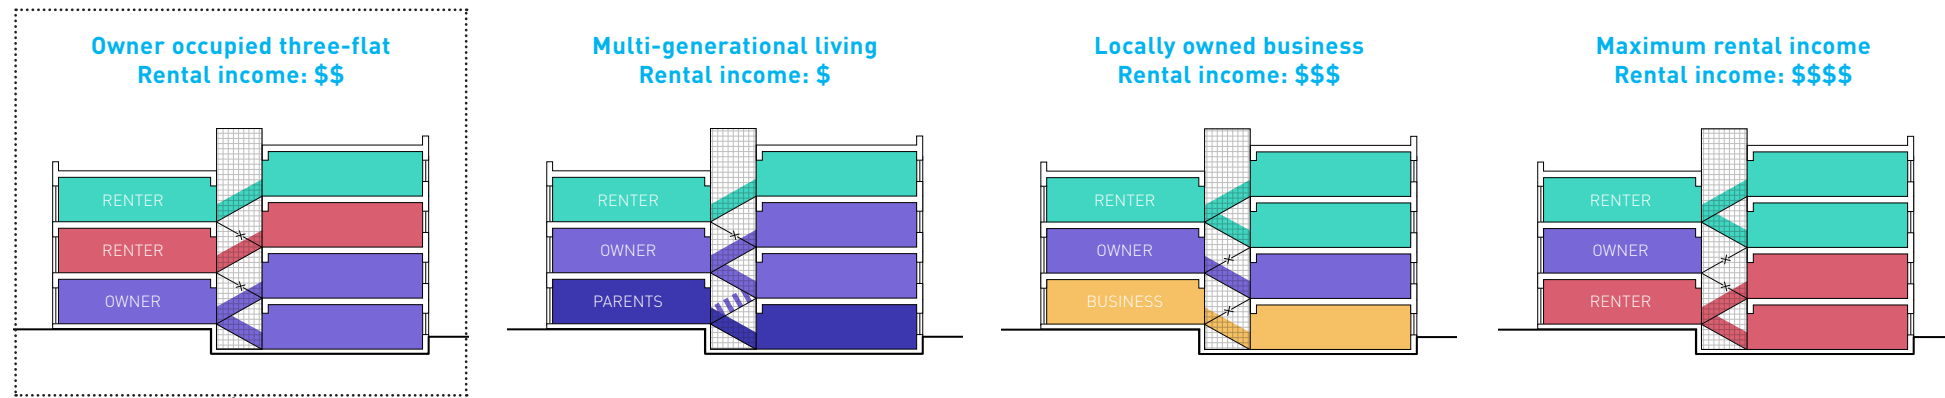 Owner occupied three-flat
Rental income: $$
RENTER
RENTER
OWNER
Multi-generational living
Rental income: $
RENTER
OWNER
PARENTS
Locally owned business
Rental income: $$$
RENTER
OWNER
BUSINESS
Maximum rental income
Rental income: $$$$
RENTER
OWNER
RENTER